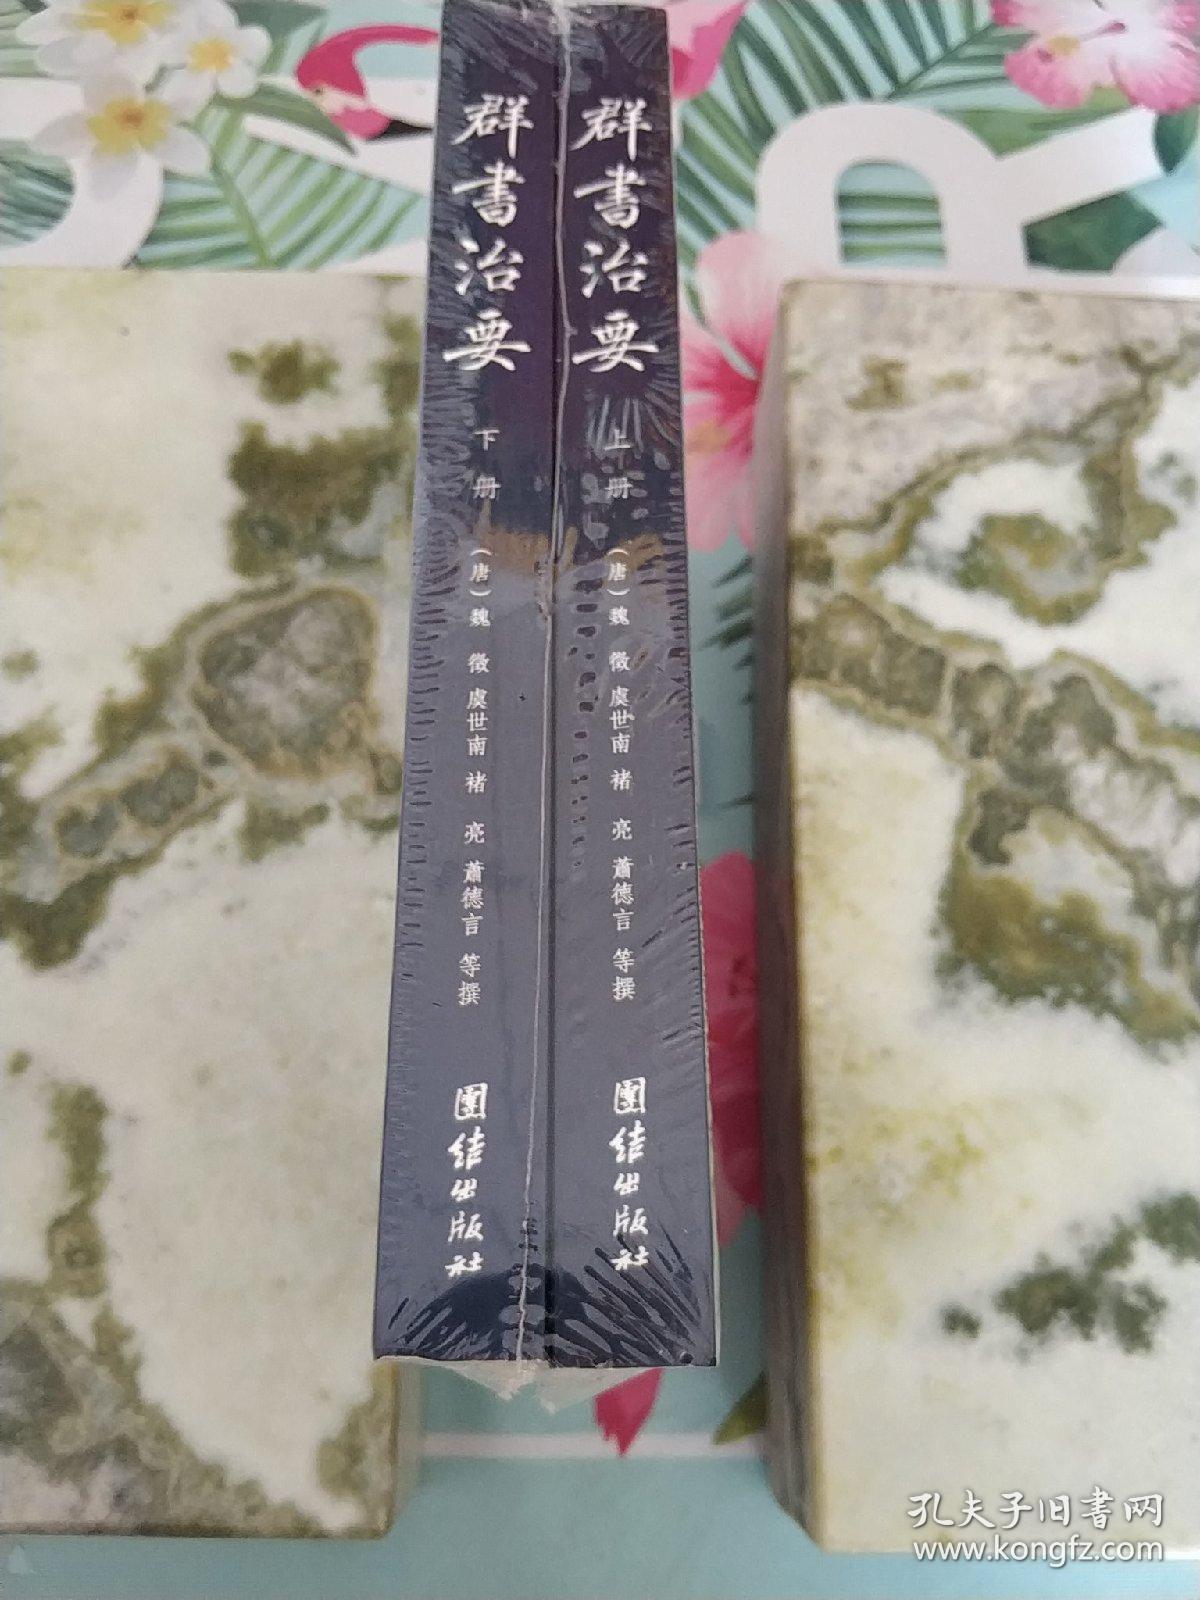 群書治要 上册 (唐)魏 徵 虞世南 褚 亮 蕭德言 等撰 團结出版社
群書治要 下册 (唐)魏 徵 虞世南 褚 亮 蕭德言 等撰 團结出版社
孔夫子旧书网
www.kongfz.com